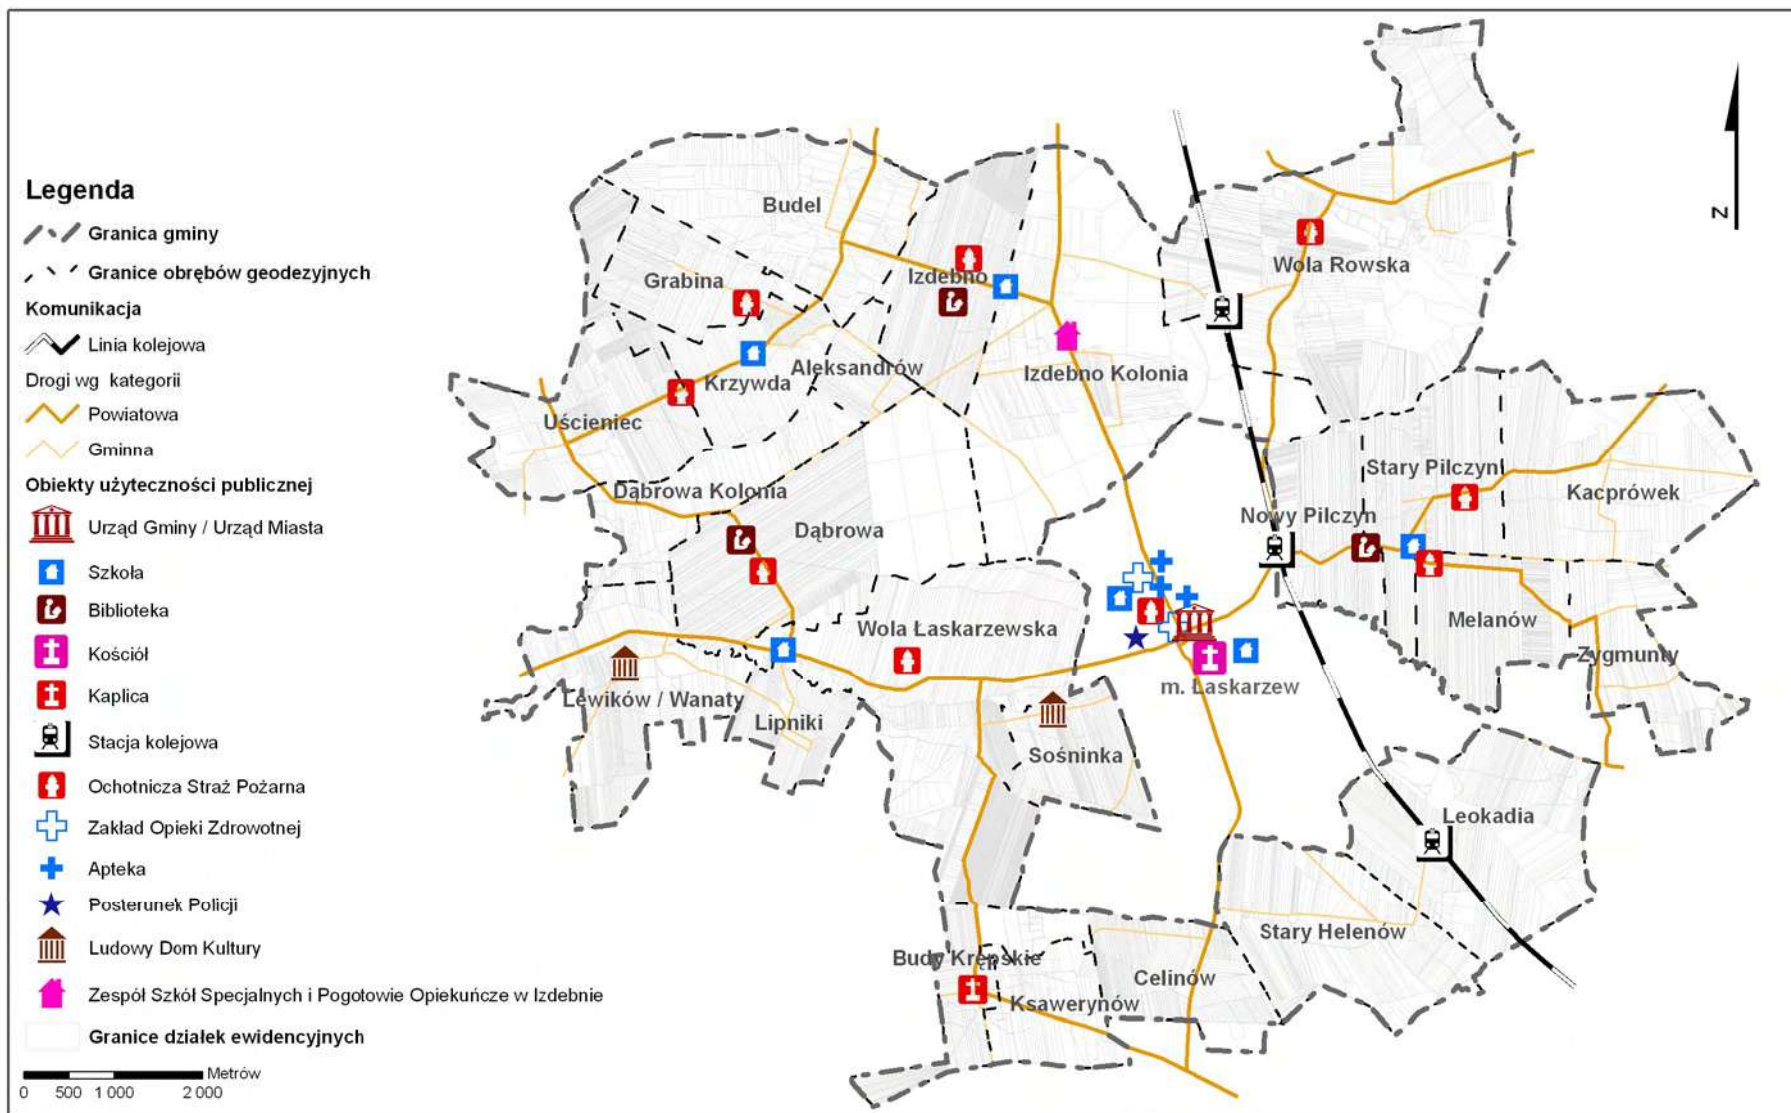 Legenda
Granica gminy
Granice obrębów geodezyjnych
Komunikacja
Linia kolejowa
Drogi wg kategorii
Powiatowa
Gminna
Obiekty użyteczności publicznej
Urząd Gminy / Urząd Miasta
Szkoła
Biblioteka
Kościół
Kaplica
Stacja kolejowa
Ochotnicza Straż Pożarna
Zakład Opieki Zdrowotnej
Apteka
Posterunek Policji
Ludowy Dom Kultury
Zespół Szkół Specjalnych i Pogotowie Opiekuńcze w Izdebnie
Granice działek ewidencyjnych
Metrów
0 500 1 000 2 000
N
Budel
Grabina
Izdebno
Wola Rowska
Krzywda
Aleksandrów
Izdebno Kolonia
Uścieniec
Dąbrowa Kolonia
Dąbrowa
Stary Pilczyn
Kacprówek
Nowy Pilczyn
Wola Łaskarzewska
Melanów
Zygmunty
m. Łaskarzew
Lewików / Wanaty
Lipniki
Sośninka
Leokadia
Stary Helenów
Budy Krępskie
Celinów
Ksawerynów